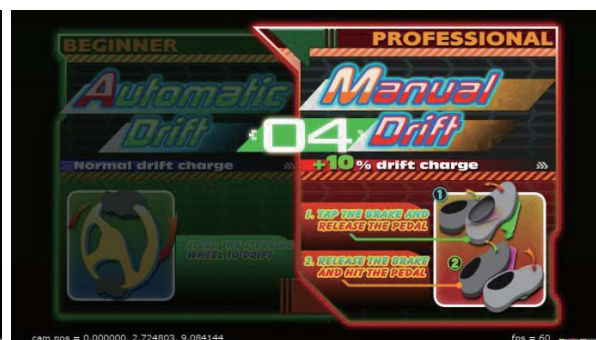 BEGINNER
Automatic
Drift
Normal drift charge
WHEEL TO DRIFT
04
PROFESSIONAL
Manual
Drift
+10% drift charge
1
1. TAP THE BRAKE AND
RELEASE THE PEDAL
2
2. RELEASE THE BRAKE
AND HIT THE PEDAL
cam pos = 0.000000, 2.724803, 9.084144
fps = 60